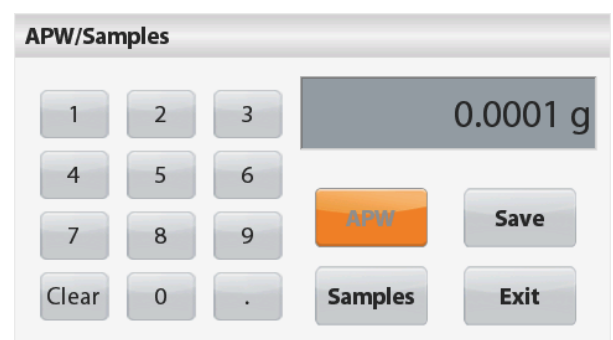 APW/Samples
1 2 3
0.0001 g
4 5 6
APW Save
7 8 9
Clear 0 .
Samples Exit